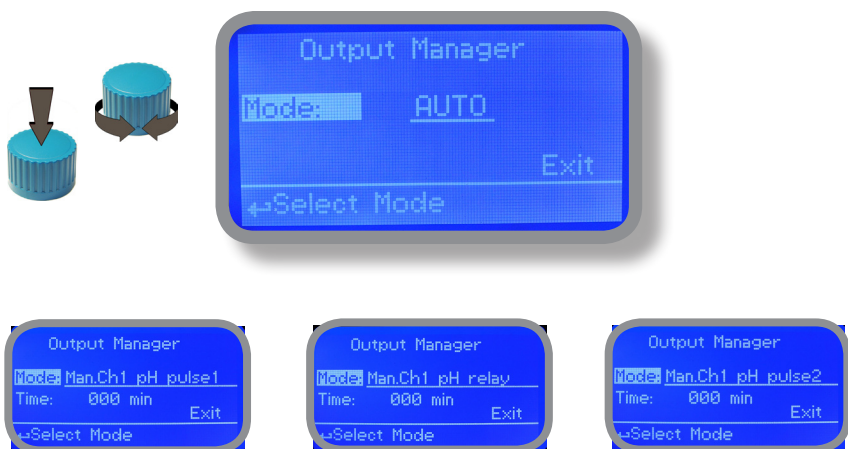 Output Manager
Mode: AUTO
Exit
↵Select Mode
Output Manager
Mode: Man.Ch1 pH pulse1
Time: 000 min
Exit
↵Select Mode
Output Manager
Mode: Man.Ch1 pH relay
Time: 000 min
Exit
↵Select Mode
Output Manager
Mode: Man.Ch1 pH pulse2
Time: 000 min
Exit
↵Select Mode